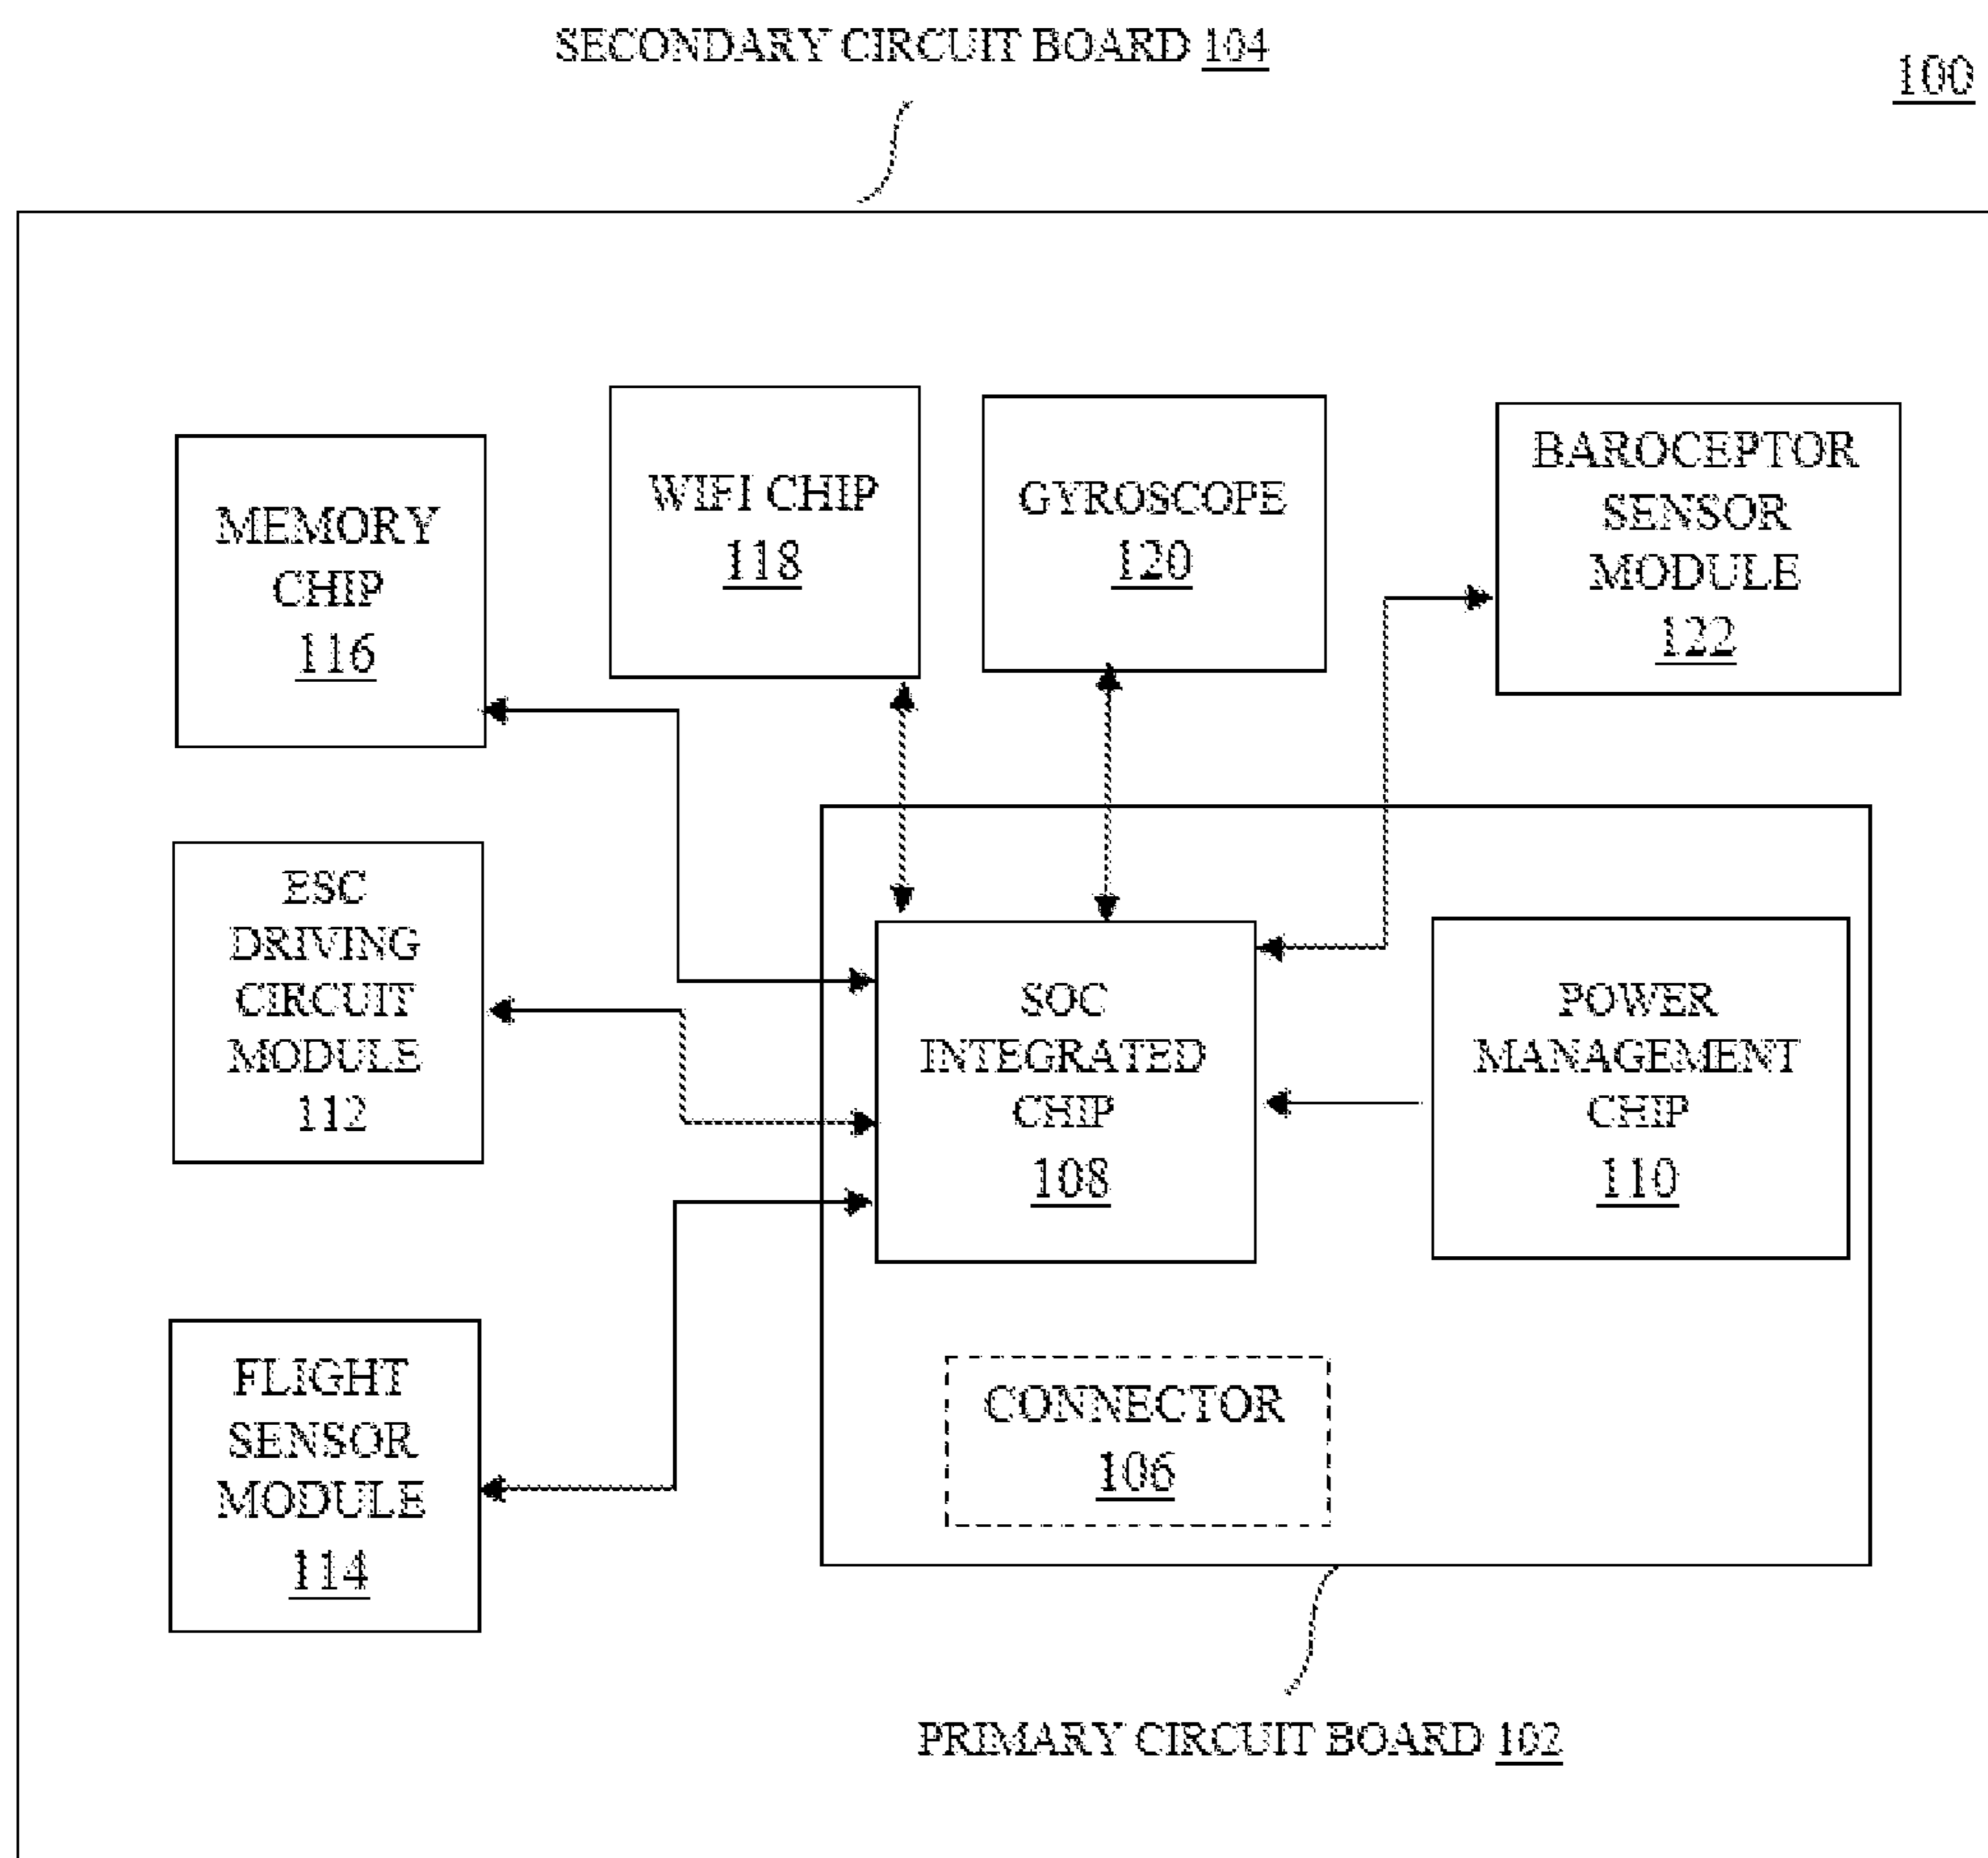 SECONDARY CIRCUIT BOARD 104
100
MEMORY
CHIP
116
WIFI CHIP
118
GYROSCOPE
120
BAROCEPTOR
SENSOR
MODULE
122
ESC
DRIVING
CIRCUIT
MODULE
112
SOC
INTEGRATED
CHIP
108
POWER
MANAGEMENT
CHIP
110
FLIGHT
SENSOR
MODULE
114
CONNECTOR
106
PRIMARY CIRCUIT BOARD 102